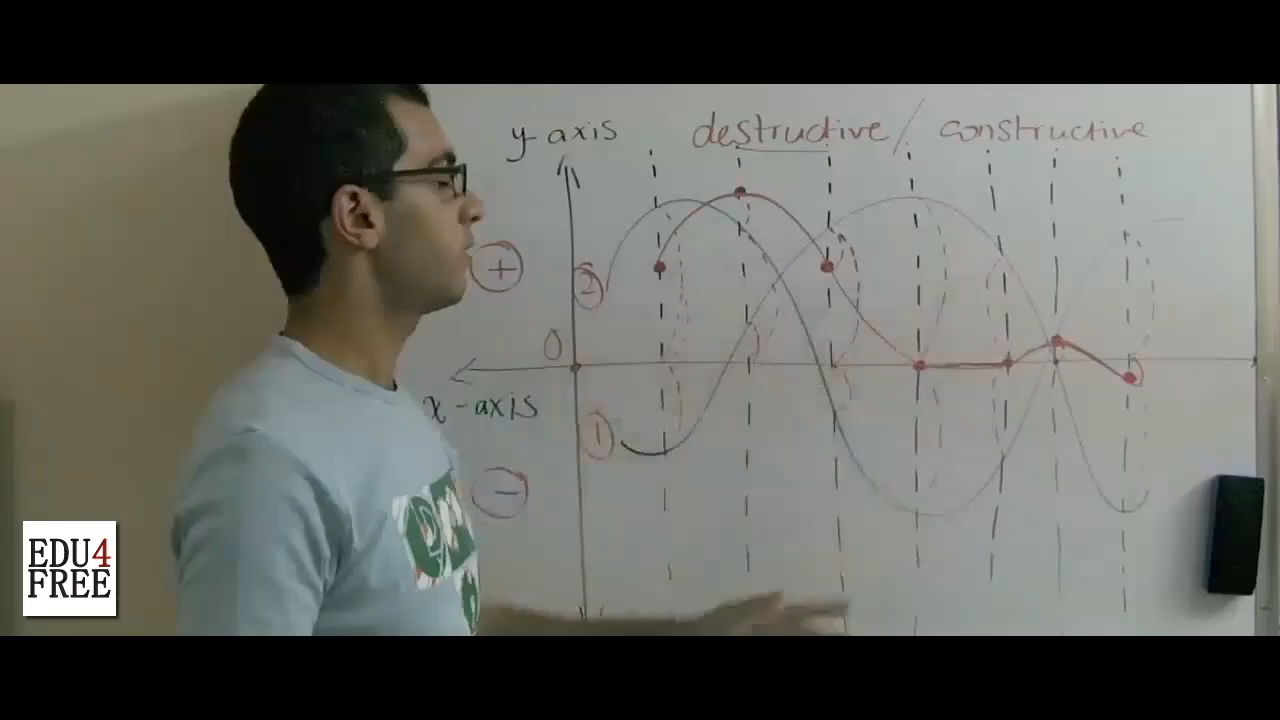 y-axis
destructive / constructive
+
2
0
x-axis
1
-
EDU4
FREE